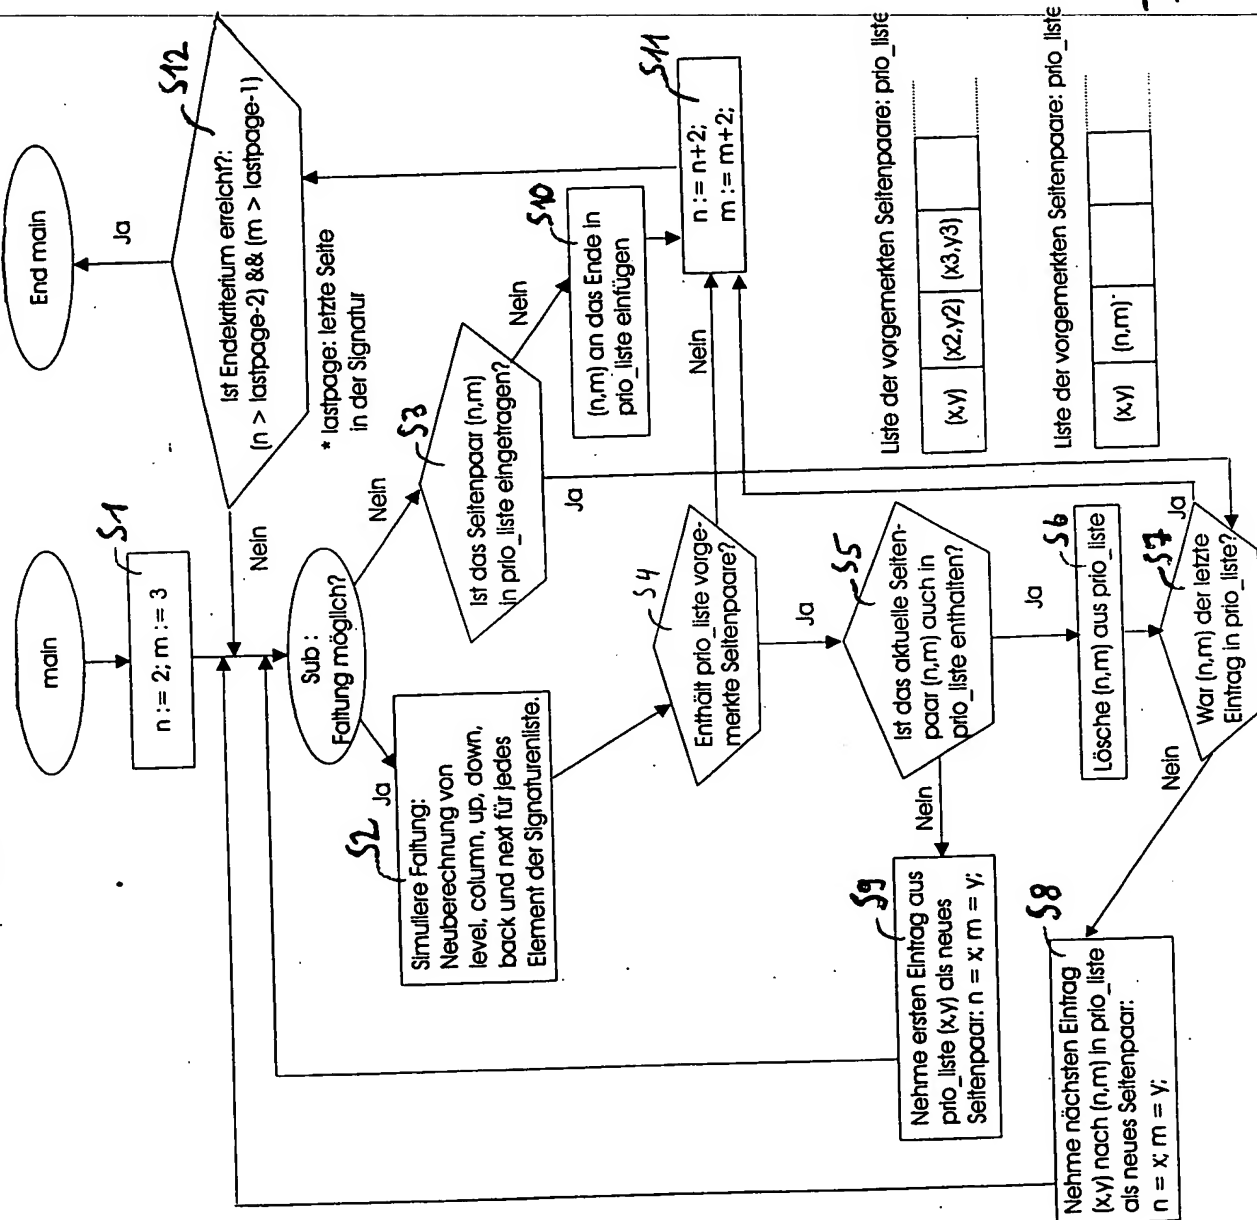 main
S1
n := 2; m := 3
End main
Ja
S12
Ist Endekriterium erreicht?:
(n > lastpage-2) && (m > lastpage-1)
Nein
* lastpage: letzte Seite
in der Signatur
Sub :
Faltung möglich?
Ja
Nein
S2
Simuliere Faltung:
Neuberechnung von
level, column, up, down,
back und next für jedes
Element der Signaturenliste.
S3
Ist das Seitenpaar (n,m)
in prio_liste eingetragen?
Nein
Ja
S10
(n,m) an das Ende in
prio_liste einfügen
S11
n := n+2;
m := m+2;
S4
Enthält prio_liste vorge-
merkte Seitenpaare?
Nein
Ja
S5
Ist das aktuelle Seiten-
paar (n,m) auch in
prio_liste enthalten?
Nein
Ja
S9
Nehme ersten Eintrag aus
prio_liste (x,y) als neues
Seitenpaar: n = x; m = y;
S6
Lösche (n,m) aus prio_liste
S7
War (n,m) der letzte
Eintrag in prio_liste?
Ja
Nein
S8
Nehme nächsten Eintrag
(x,y) nach (n,m) in prio_liste
als neues Seitenpaar:
n = x; m = y;
Liste der vorgemerkten Seitenpaare: prio_liste
(x,y) (x2,y2) (x3,y3)
Liste der vorgemerkten Seitenpaare: prio_liste
(x,y) (n,m)